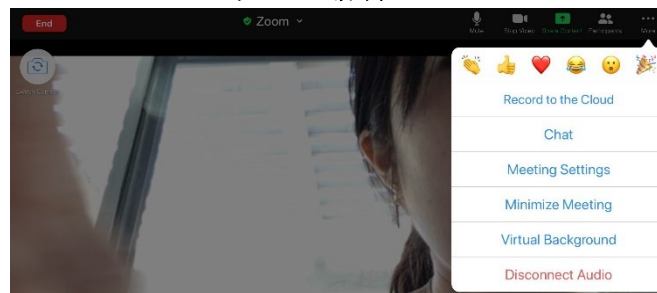 End
Zoom
Mute
Stop Video
Share Content
Participants
More
Record to the Cloud
Chat
Meeting Settings
Minimize Meeting
Virtual Background
Disconnect Audio